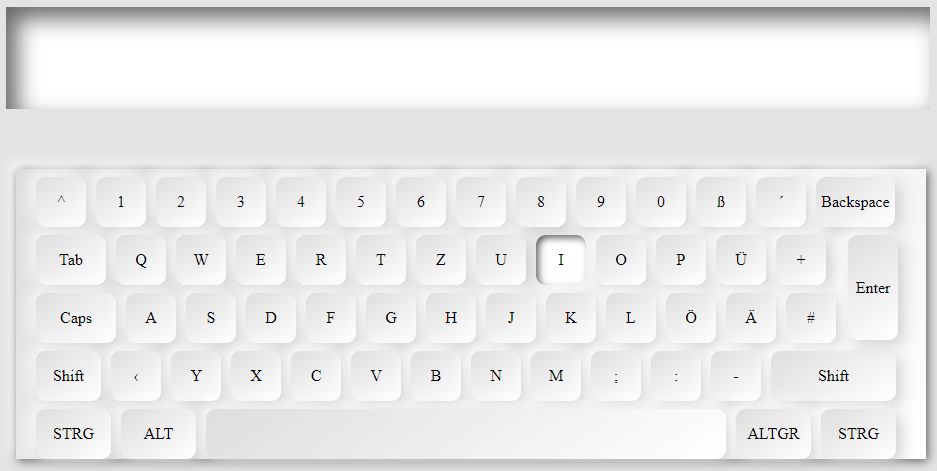 ^ 1 2 3 4 5 6 7 8 9 0 ß ´ Backspace
Tab Q W E R T Z U I O P Ü +
Enter
Caps A S D F G H J K L Ö Ä #
Shift ‹ Y X C V B N M ; : - Shift
STRG ALT ALTGR STRG